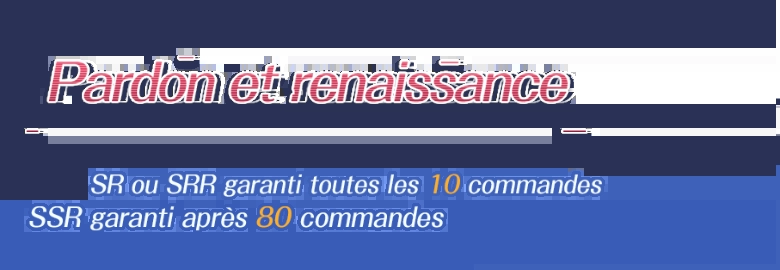 Pardon et renaissance
SR ou SRR garanti toutes les 10 commandes
SSR garanti après 80 commandes